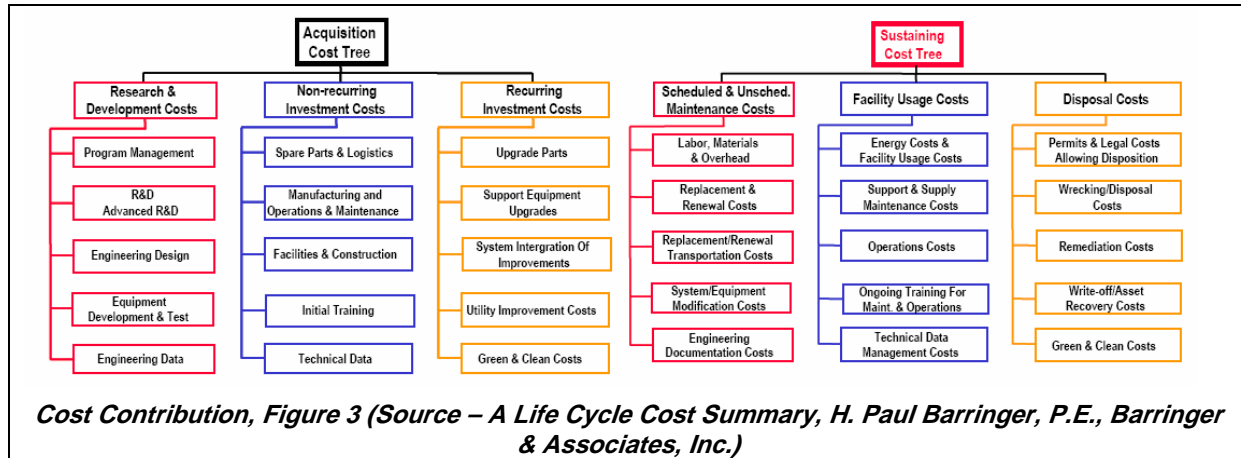 Acquisition
Cost Tree
Research &
Development Costs
Program Management
R&D
Advanced R&D
Engineering Design
Equipment
Development & Test
Engineering Data
Non-recurring
Investment Costs
Spare Parts & Logistics
Manufacturing and
Operations & Maintenance
Facilities & Construction
Initial Training
Technical Data
Recurring
Investment Costs
Upgrade Parts
Support Equipment
Upgrades
System Intergration Of
Improvements
Utility Improvement Costs
Green & Clean Costs
Sustaining
Cost Tree
Scheduled & Unsched.
Maintenance Costs
Labor, Materials
& Overhead
Replacement &
Renewal Costs
Replacement/Renewal
Transportation Costs
System/Equipment
Modification Costs
Engineering
Documentation Costs
Facility Usage Costs
Energy Costs &
Facility Usage Costs
Support & Supply
Maintenance Costs
Operations Costs
Ongoing Training For
Maint. & Operations
Technical Data
Management Costs
Disposal Costs
Permits & Legal Costs
Allowing Disposition
Wrecking/Disposal
Costs
Remediation Costs
Write-off/Asset
Recovery Costs
Green & Clean Costs
Cost Contribution, Figure 3 (Source – A Life Cycle Cost Summary, H. Paul Barringer, P.E., Barringer
& Associates, Inc.)